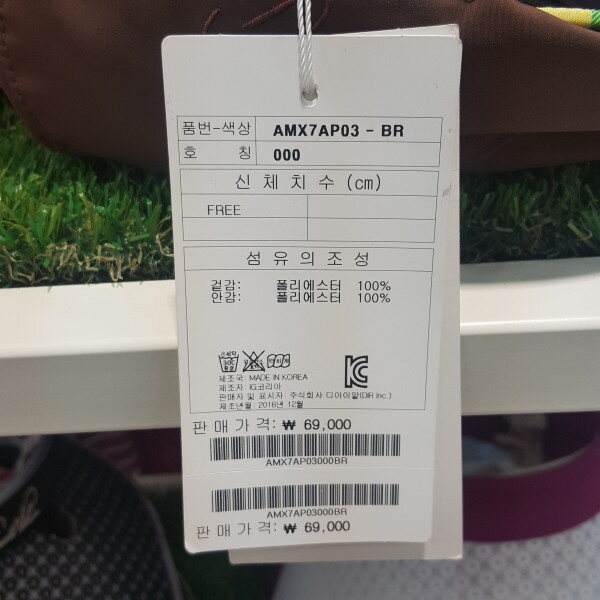 품번-색상 AMX7AP03 - BR
호 칭 000
신 체 치 수 (cm)
FREE
섬 유 의 조 성
겉감: 폴리에스터 100%
안감: 폴리에스터 100%
제조국: MADE IN KOREA
제조자: IG코리아
판매자 및 표시자: 주식회사 디아이알(DIR Inc.)
제조년월: 2016년 12월
판 매 가 격: ₩ 69,000
AMX7AP03000BR
AMX7AP03000BR
판 매 가 격: ₩ 69,000